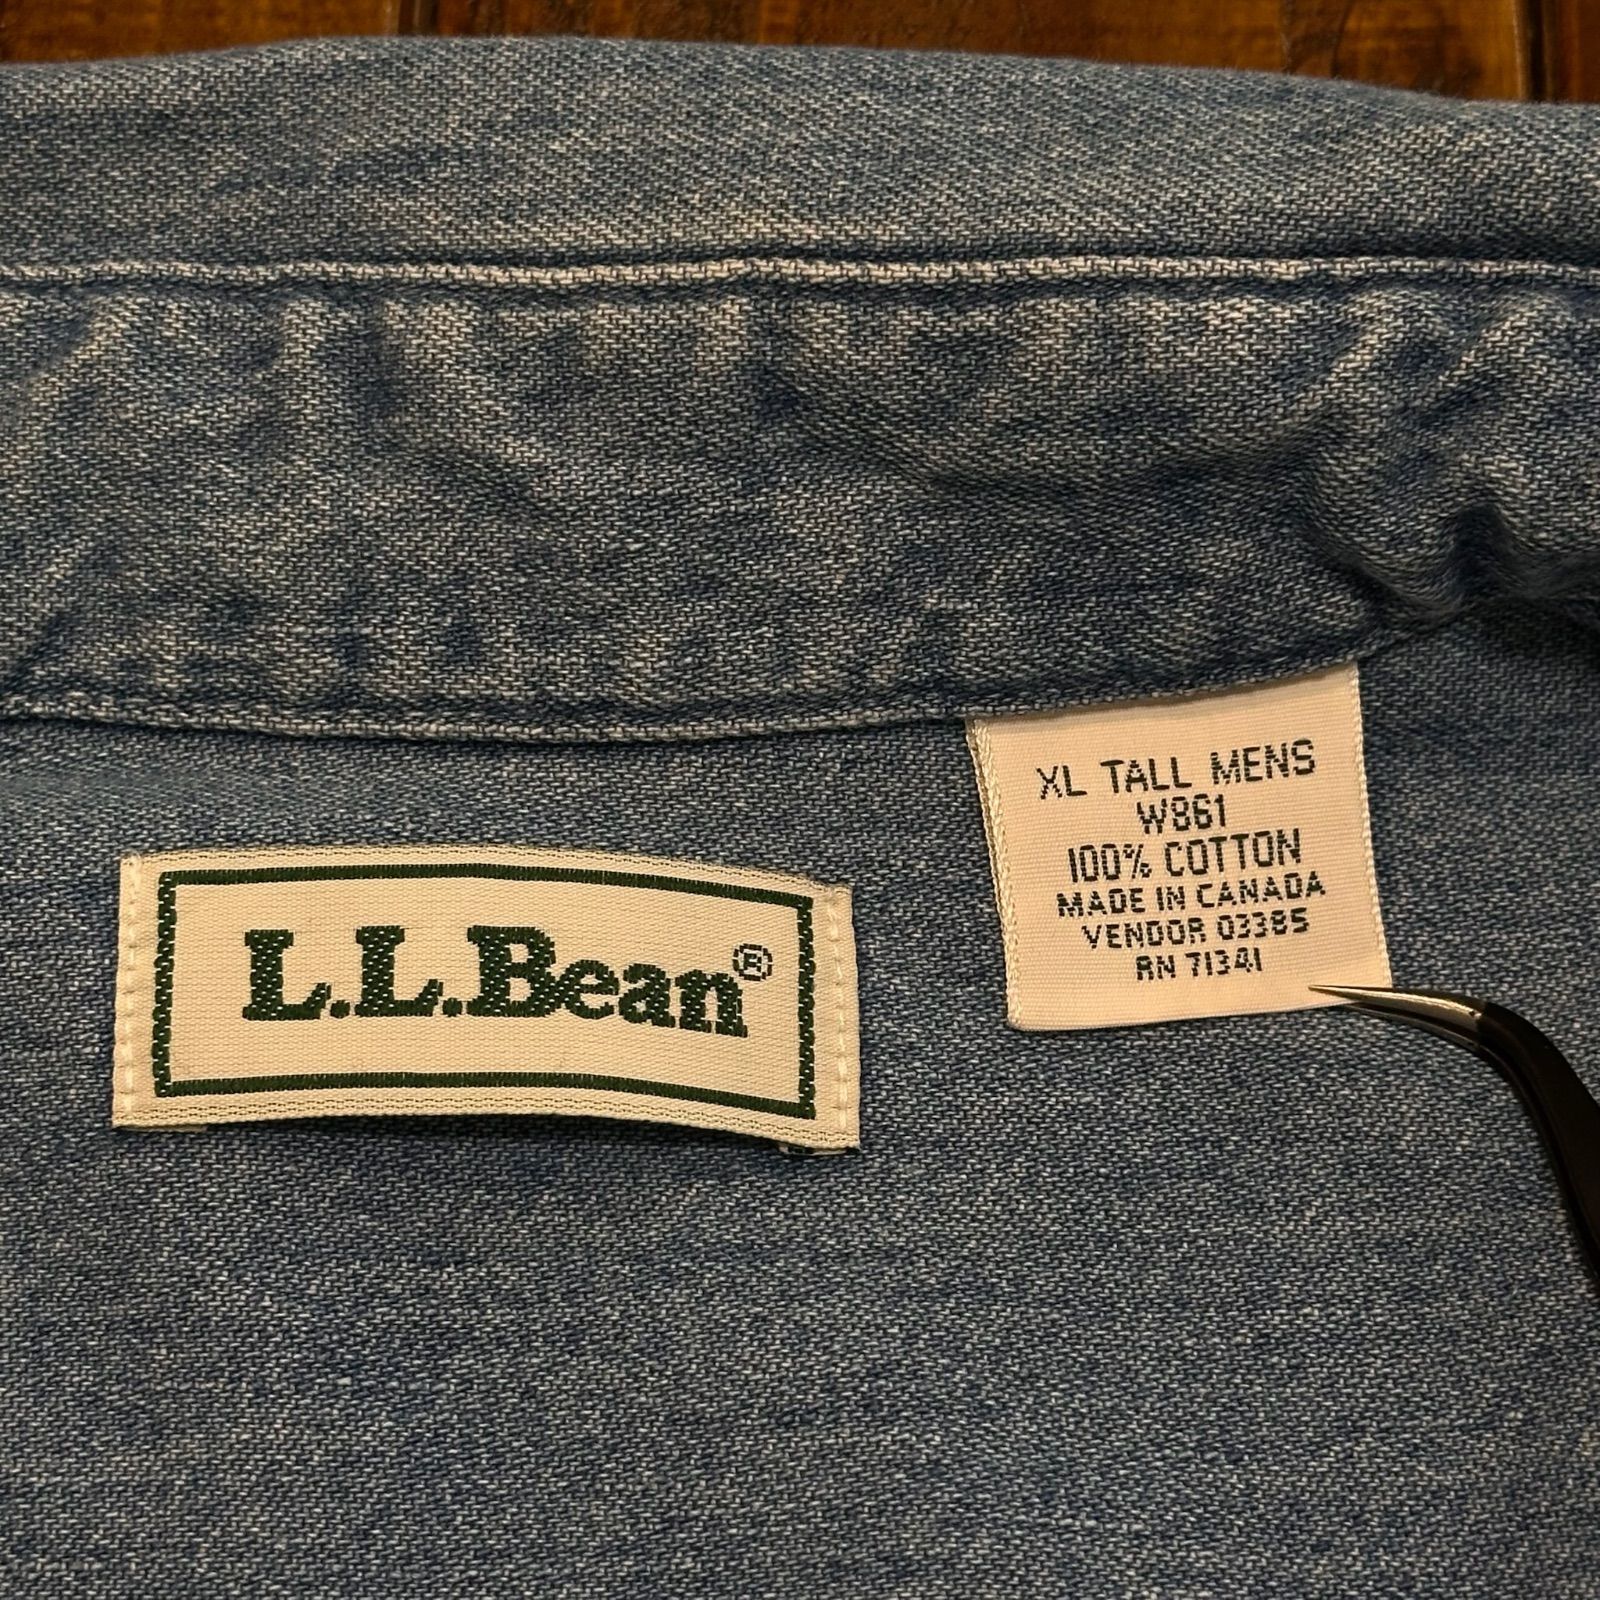 L.L.Bean®
XL TALL MENS
W861
100% COTTON
MADE IN CANADA
VENDOR 03385
RN 71341